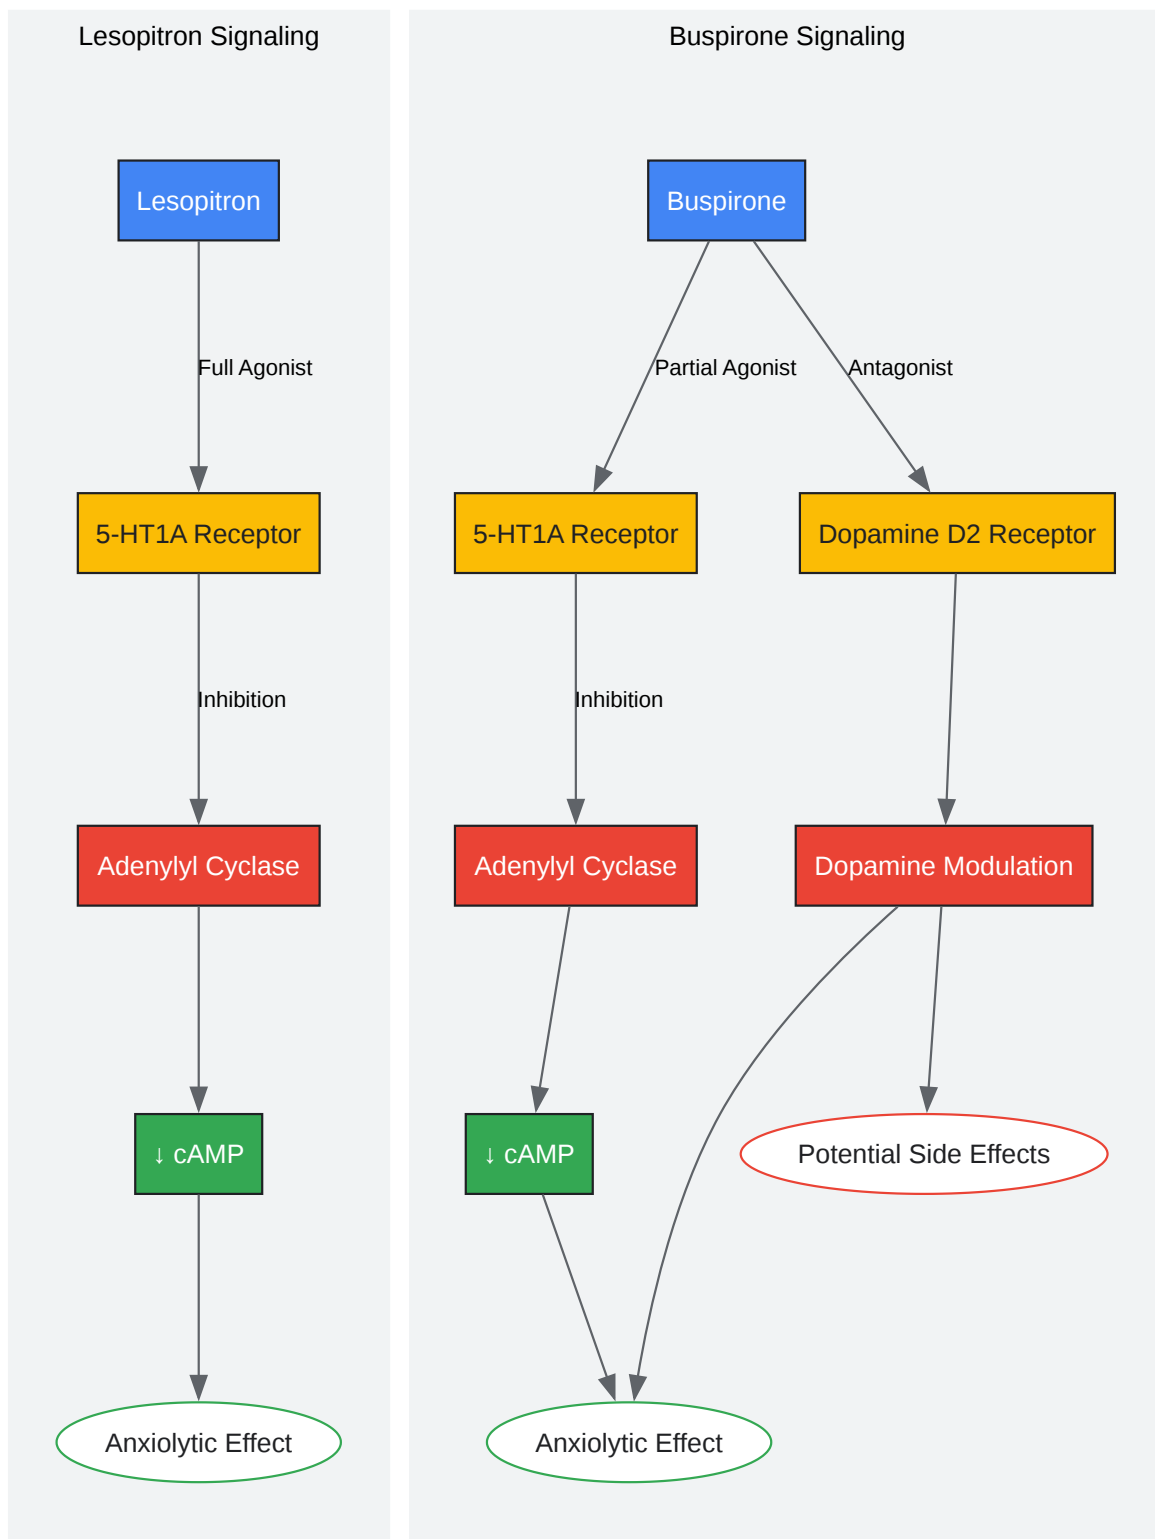 Lesopitron Signaling
Lesopitron
Full Agonist
5-HT1A Receptor
Inhibition
Adenylyl Cyclase
↓ cAMP
Anxiolytic Effect
Buspirone Signaling
Buspirone
Partial Agonist
Antagonist
5-HT1A Receptor
Dopamine D2 Receptor
Inhibition
Adenylyl Cyclase
Dopamine Modulation
↓ cAMP
Potential Side Effects
Anxiolytic Effect